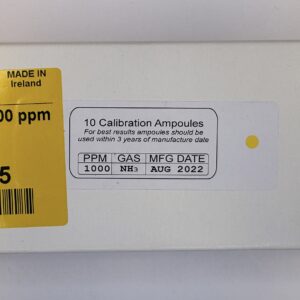 MADE IN
Ireland
00 ppm
5
10 Calibration Ampoules
For best results ampoules should be
used within 3 years of manufacture date
PPM GAS MFG DATE
1000 NH₃ AUG 2022